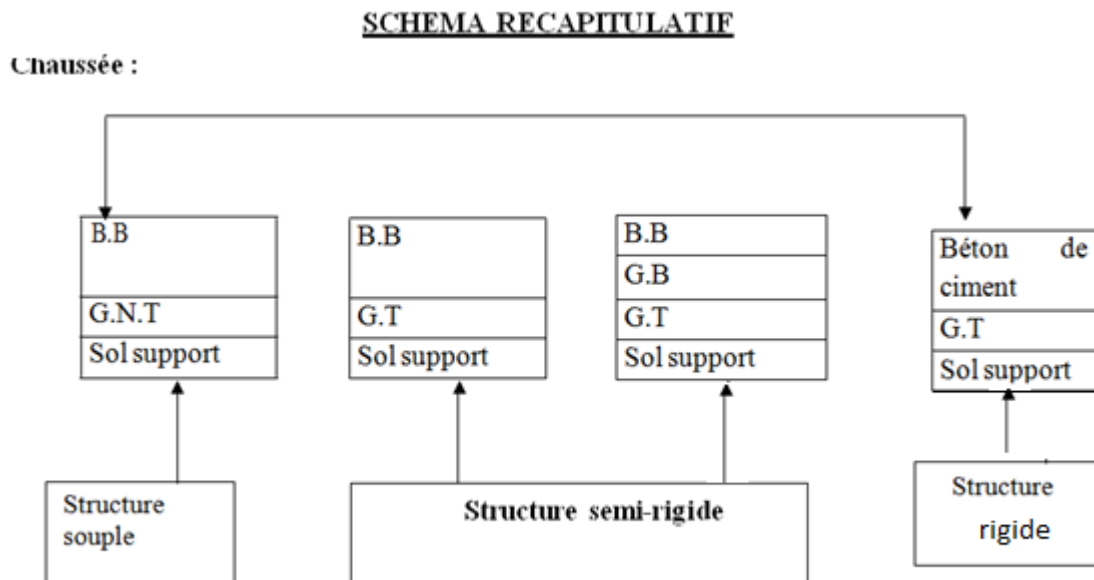 SCHEMA RECAPITULATIF
Chaussée :
B.B
G.N.T
Sol support
B.B
G.T
Sol support
B.B
G.B
G.T
Sol support
Béton de
ciment
G.T
Sol support
Structure
souple
Structure semi-rigide
Structure
rigide